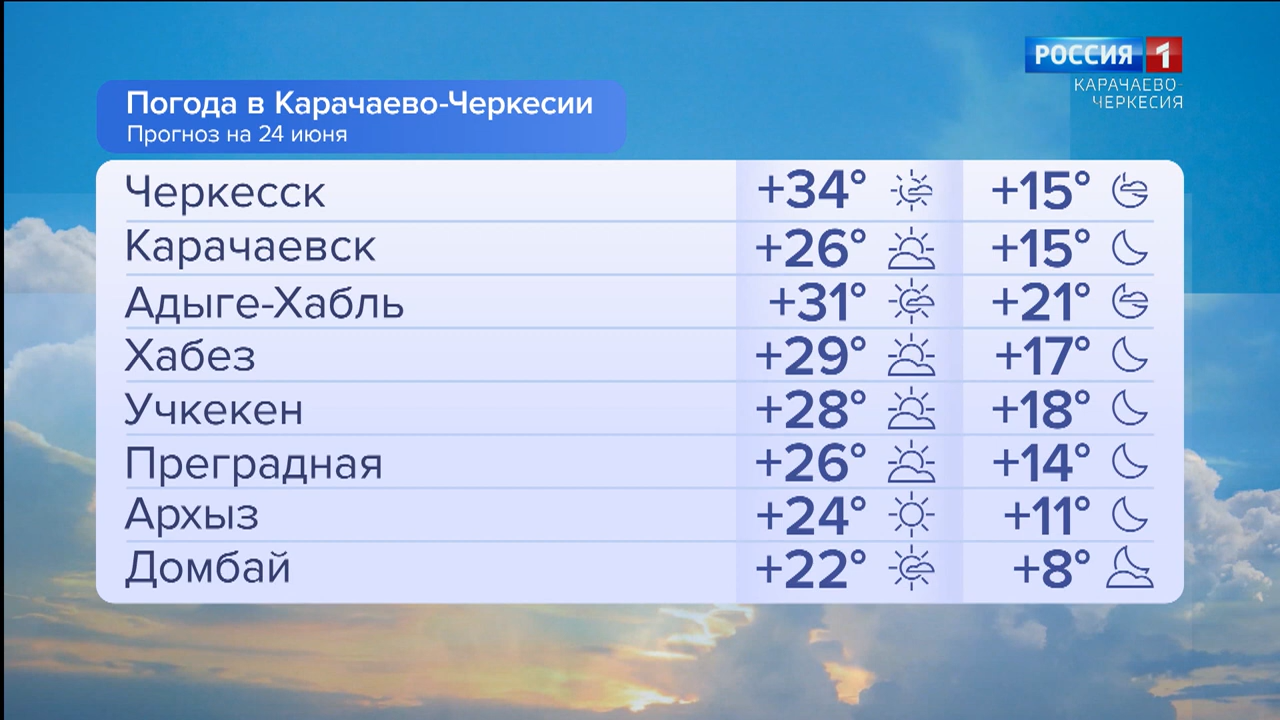 РОССИЯ 1
КАРАЧАЕВО-
ЧЕРКЕСИЯ
Погода в Карачаево-Черкесии
Прогноз на 24 июня
Черкесск +34° +15°
Карачаевск +26° +15°
Адыге-Хабль +31° +21°
Хабез +29° +17°
Учкекен +28° +18°
Преградная +26° +14°
Архыз +24° +11°
Домбай +22° +8°